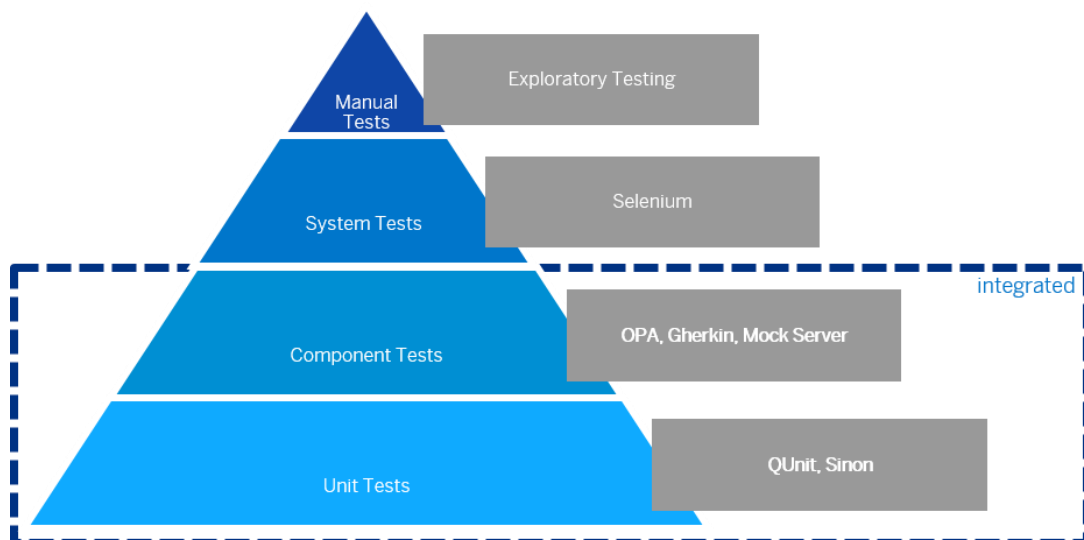 Manual
Tests
Exploratory Testing
System Tests
Selenium
integrated
Component Tests
OPA, Gherkin, Mock Server
Unit Tests
QUnit, Sinon